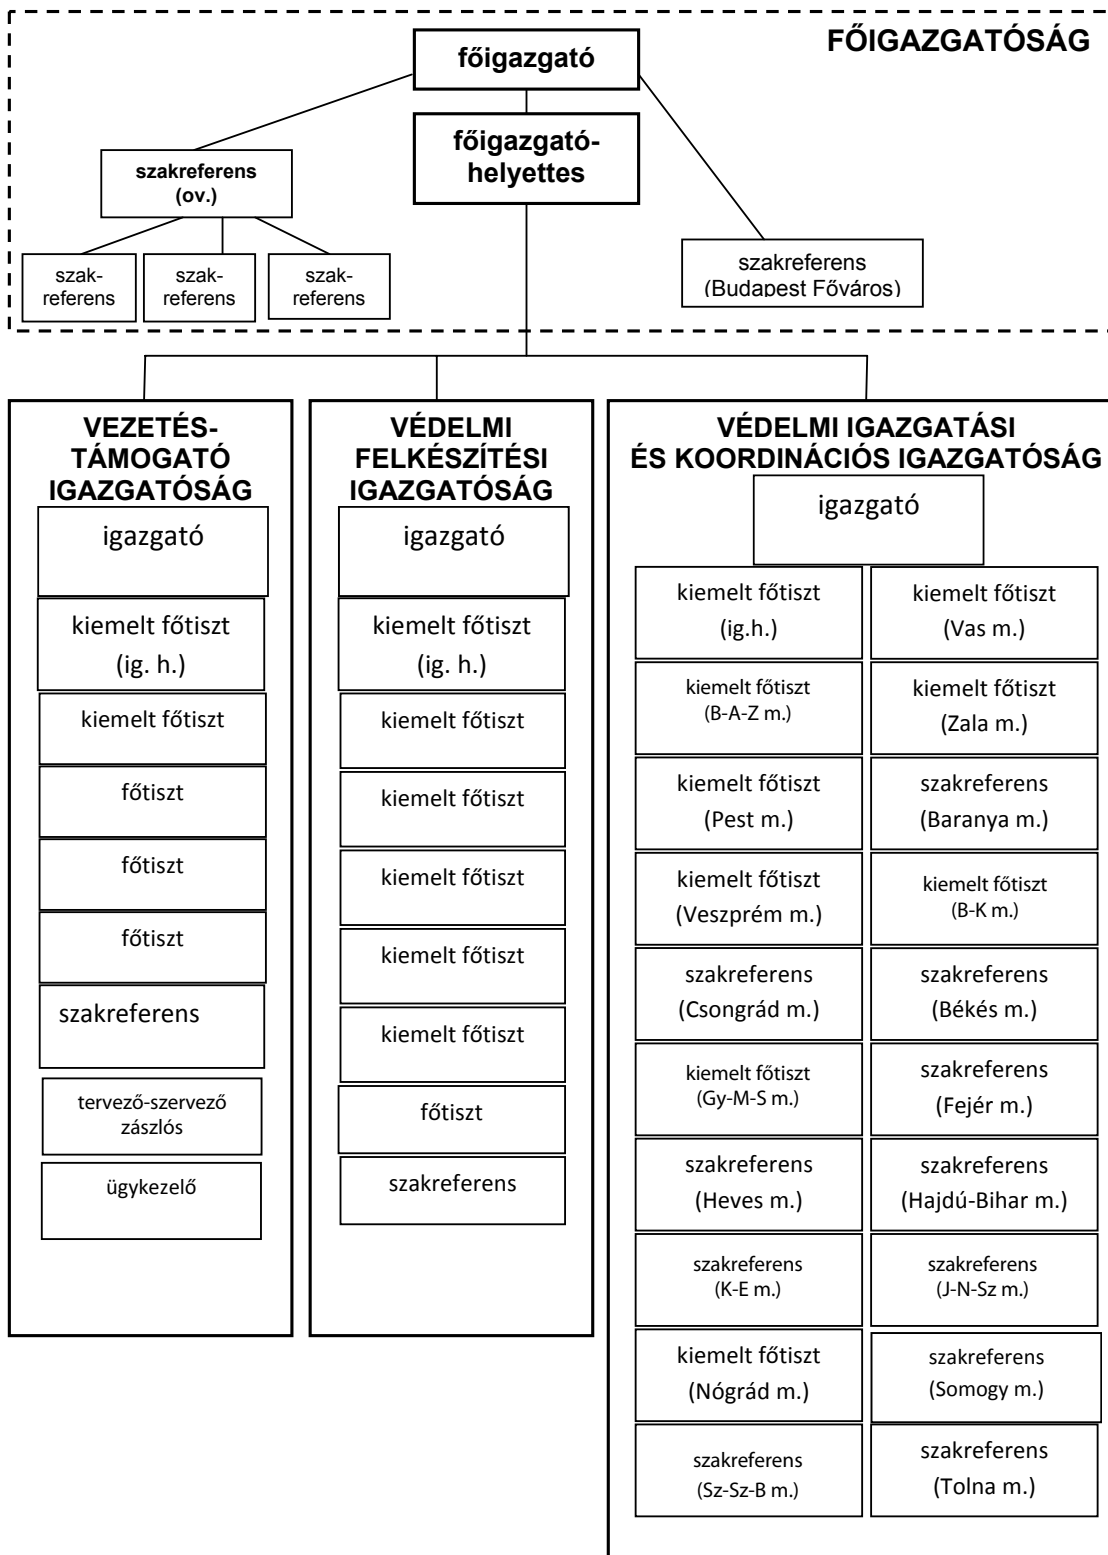 FŐIGAZGATÓSÁG
főigazgató
főigazgató-
helyettes
szakreferens
(ov.)
szak-
referens
szak-
referens
szak-
referens
szakreferens
(Budapest Főváros)
VEZETÉS-
TÁMOGATÓ
IGAZGATÓSÁG
igazgató
kiemelt főtiszt
(ig. h.)
kiemelt főtiszt
főtiszt
főtiszt
főtiszt
szakreferens
tervező-szervező
zászlós
ügykezelő
VÉDELMI
FELKÉSZÍTÉSI
IGAZGATÓSÁG
igazgató
kiemelt főtiszt
(ig. h.)
kiemelt főtiszt
kiemelt főtiszt
kiemelt főtiszt
kiemelt főtiszt
kiemelt főtiszt
főtiszt
szakreferens
VÉDELMI IGAZGATÁSI
ÉS KOORDINÁCIÓS IGAZGATÓSÁG
igazgató
kiemelt főtiszt
(ig.h.)
kiemelt főtiszt
(Vas m.)
kiemelt főtiszt
(B-A-Z m.)
kiemelt főtiszt
(Zala m.)
kiemelt főtiszt
(Pest m.)
szakreferens
(Baranya m.)
kiemelt főtiszt
(Veszprém m.)
kiemelt főtiszt
(B-K m.)
szakreferens
(Csongrád m.)
szakreferens
(Békés m.)
kiemelt főtiszt
(Gy-M-S m.)
szakreferens
(Fejér m.)
szakreferens
(Heves m.)
szakreferens
(Hajdú-Bihar m.)
szakreferens
(K-E m.)
szakreferens
(J-N-Sz m.)
kiemelt főtiszt
(Nógrád m.)
szakreferens
(Somogy m.)
szakreferens
(Sz-Sz-B m.)
szakreferens
(Tolna m.)